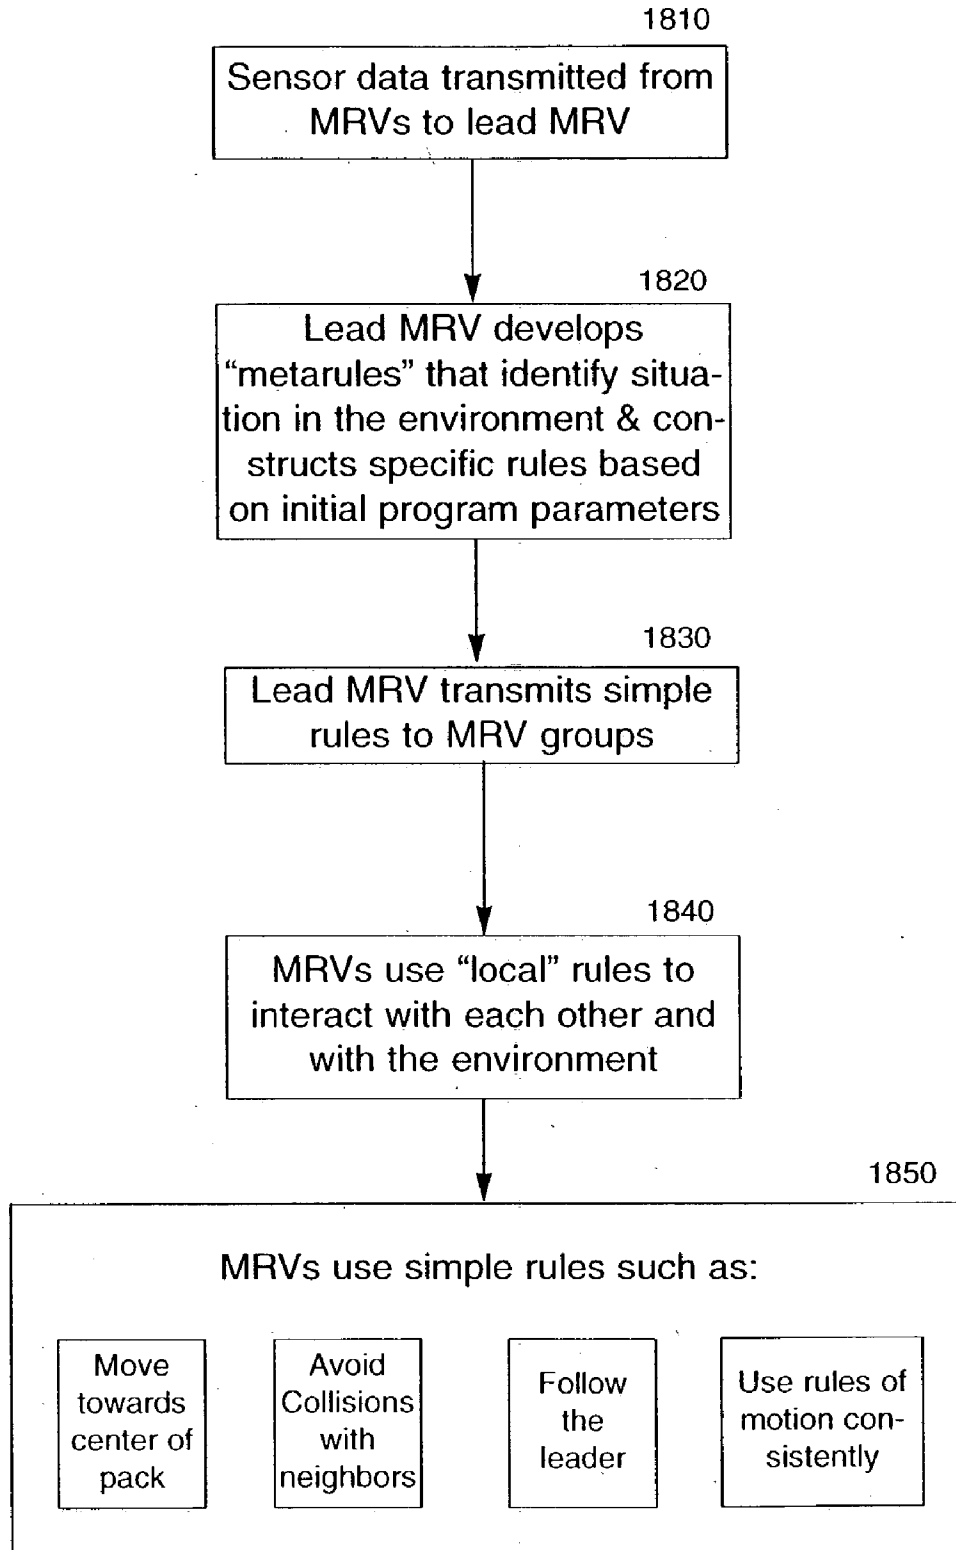 1810
Sensor data transmitted from
MRVs to lead MRV
1820
Lead MRV develops
“metarules” that identify situa-
tion in the environment & con-
structs specific rules based
on initial program parameters
1830
Lead MRV transmits simple
rules to MRV groups
1840
MRVs use “local” rules to
interact with each other and
with the environment
1850
MRVs use simple rules such as:
Move
towards
center of
pack
Avoid
Collisions
with
neighbors
Follow
the
leader
Use rules of
motion con-
sistently